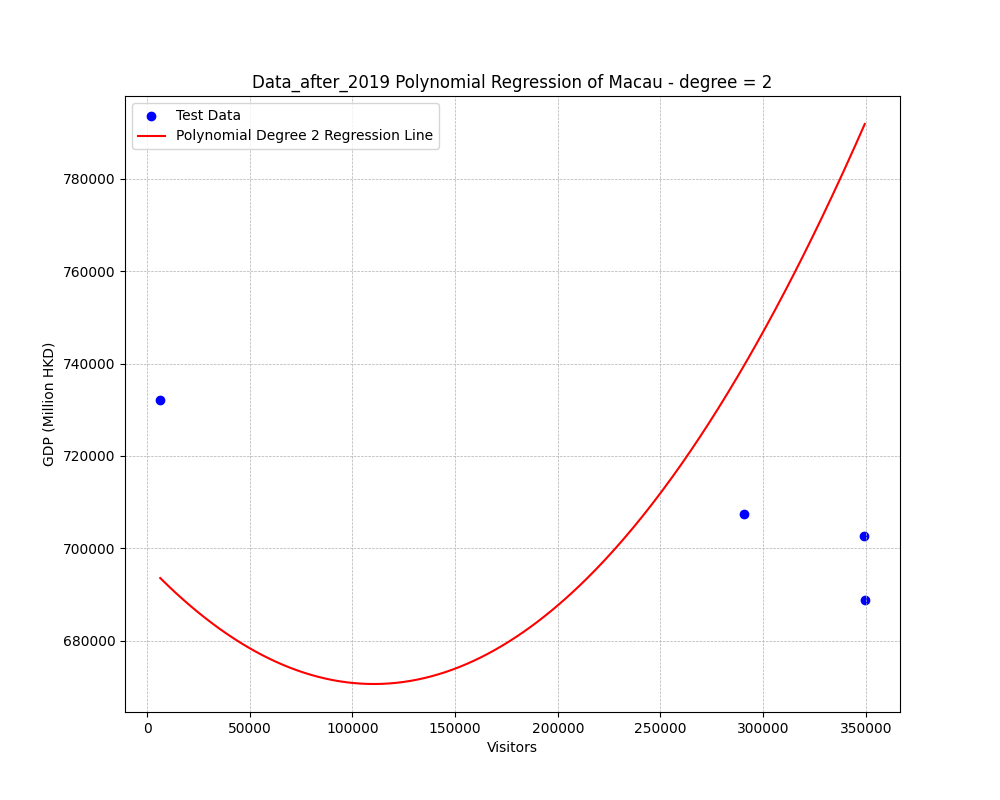 Data_after_2019 Polynomial Regression of Macau - degree = 2
Test Data
Polynomial Degree 2 Regression Line
GDP (Million HKD)
780000
760000
740000
720000
700000
680000
0 50000 100000 150000 200000 250000 300000 350000
Visitors